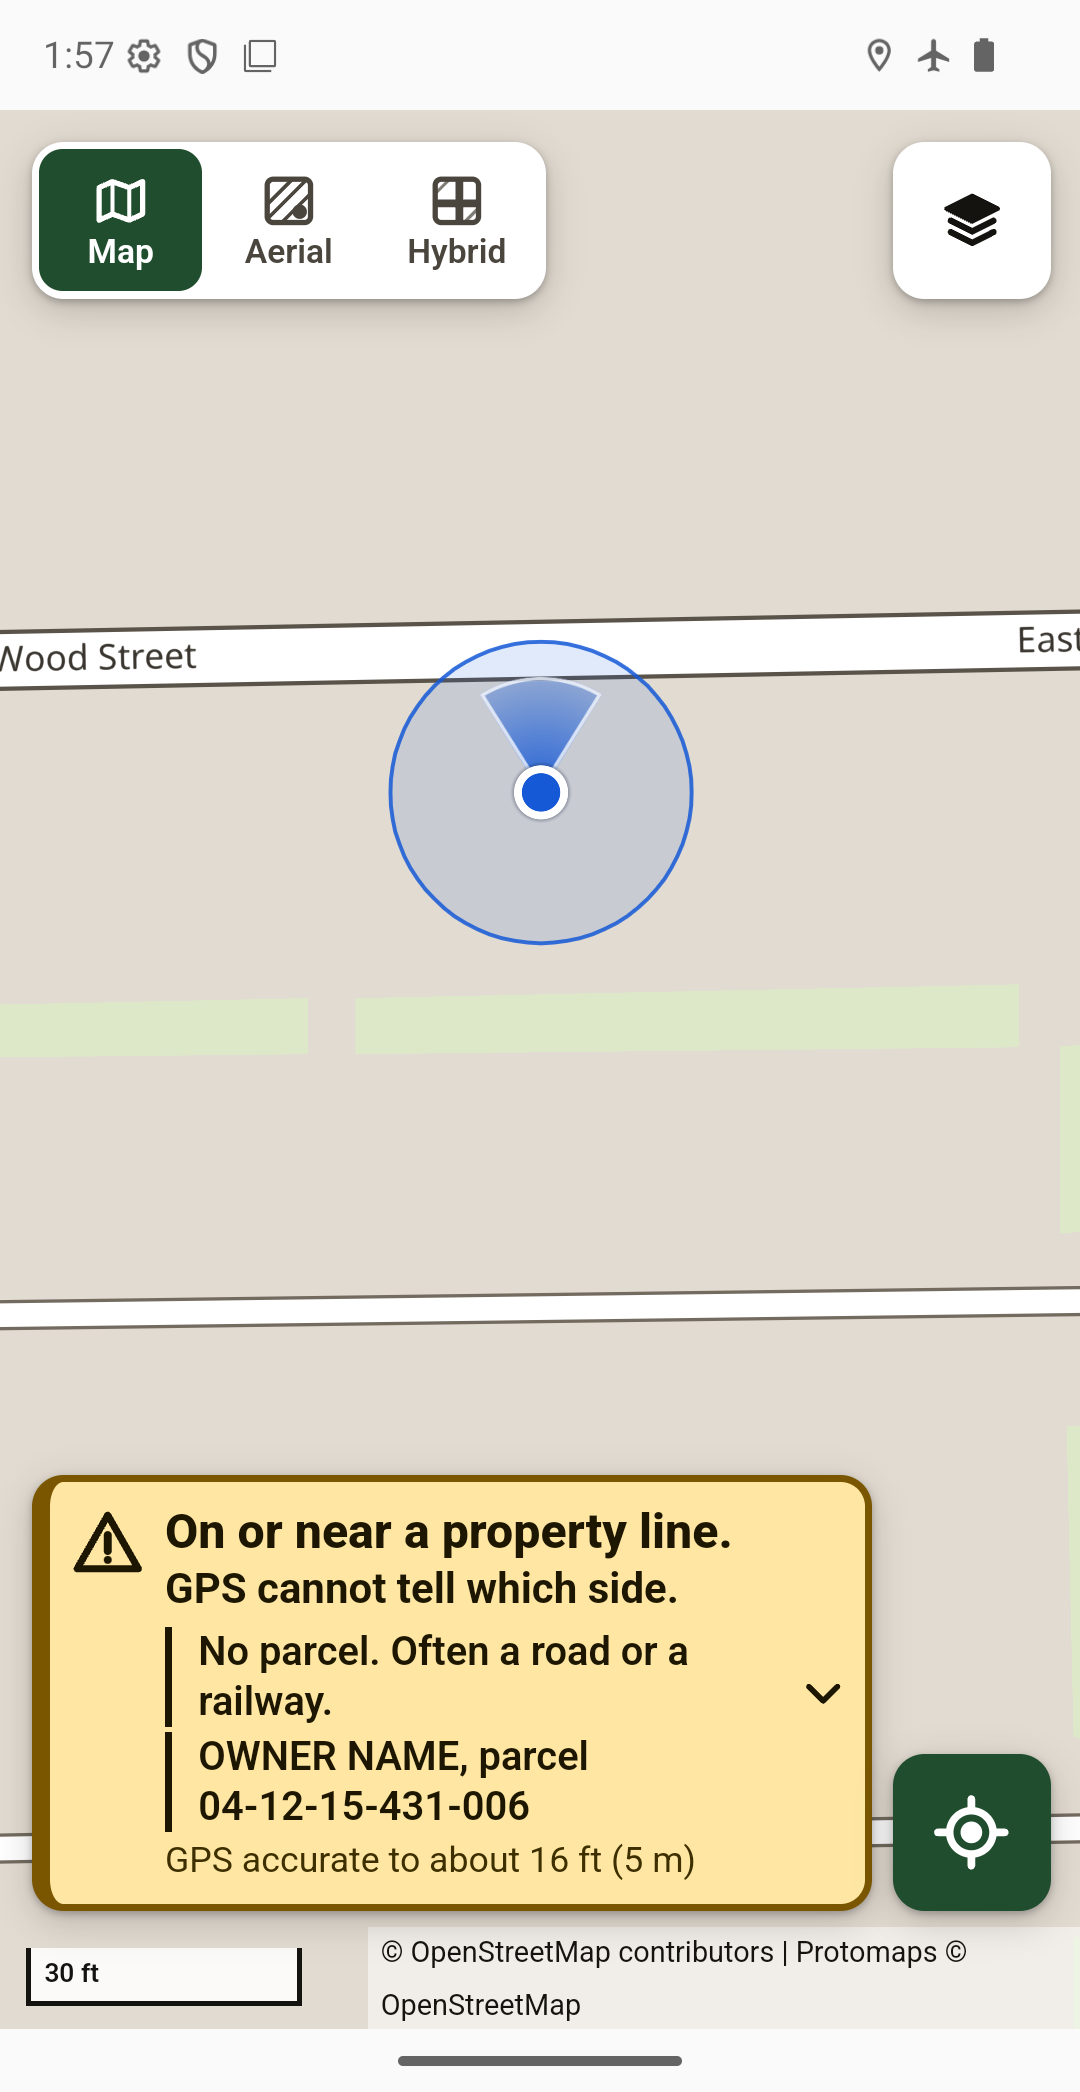 1:57
Map
Aerial
Hybrid
Wood Street
East
On or near a property line.
GPS cannot tell which side.
No parcel. Often a road or a
railway.
OWNER NAME, parcel
04-12-15-431-006
GPS accurate to about 16 ft (5 m)
30 ft
© OpenStreetMap contributors | Protomaps ©
OpenStreetMap